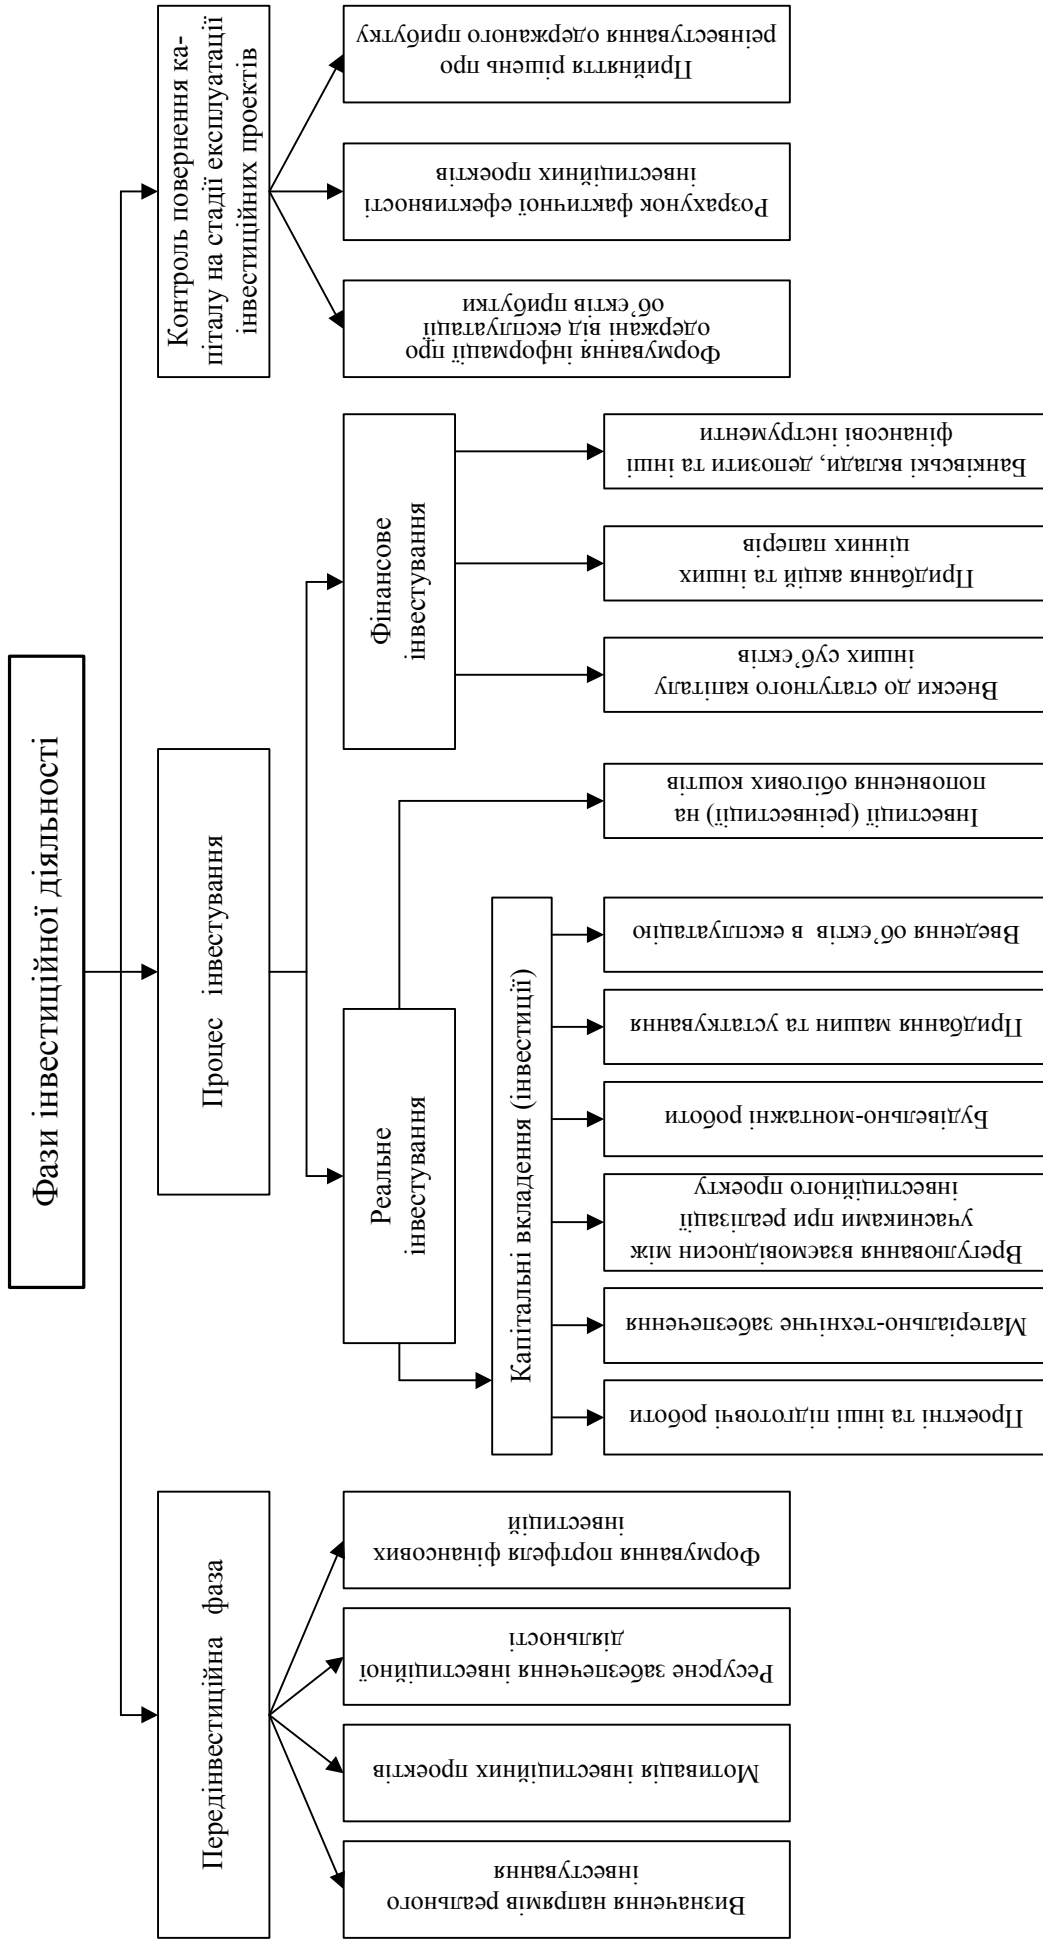 Фази інвестиційної діяльності
Передінвестиційна фаза
Процес інвестування
Контроль повернення ка-
піталу на стадії експлуатації
інвестиційних проектів
Визначення напрямів реального
інвестування
Мотивація інвестиційних проектів
Ресурсне забезпечення інвестиційної
діяльності
Формування портфеля фінансових
інвестицій
Реальне
інвестування
Фінансове
інвестування
Формування інформації про
одержані від експлуатації
об’єктів прибутки
Розрахунок фактичної ефективності
інвестиційних проектів
Прийняття рішень про
реінвестування одержаного прибутку
Капітальні вкладення (інвестиції)
Проектні та інші підготовчі роботи
Матеріально-технічне забезпечення
Врегулювання взаємовідносин між
учасниками при реалізації
інвестиційного проекту
Будівельно-монтажні роботи
Придбання машин та устаткування
Введення об’єктів в експлуатацію
Інвестиції (реінвестиції) на
поповнення обігових коштів
Внески до статутного капіталу
інших суб’єктів
Придбання акцій та інших
цінних паперів
Банківські вклади, депозити та інші
фінансові інструменти